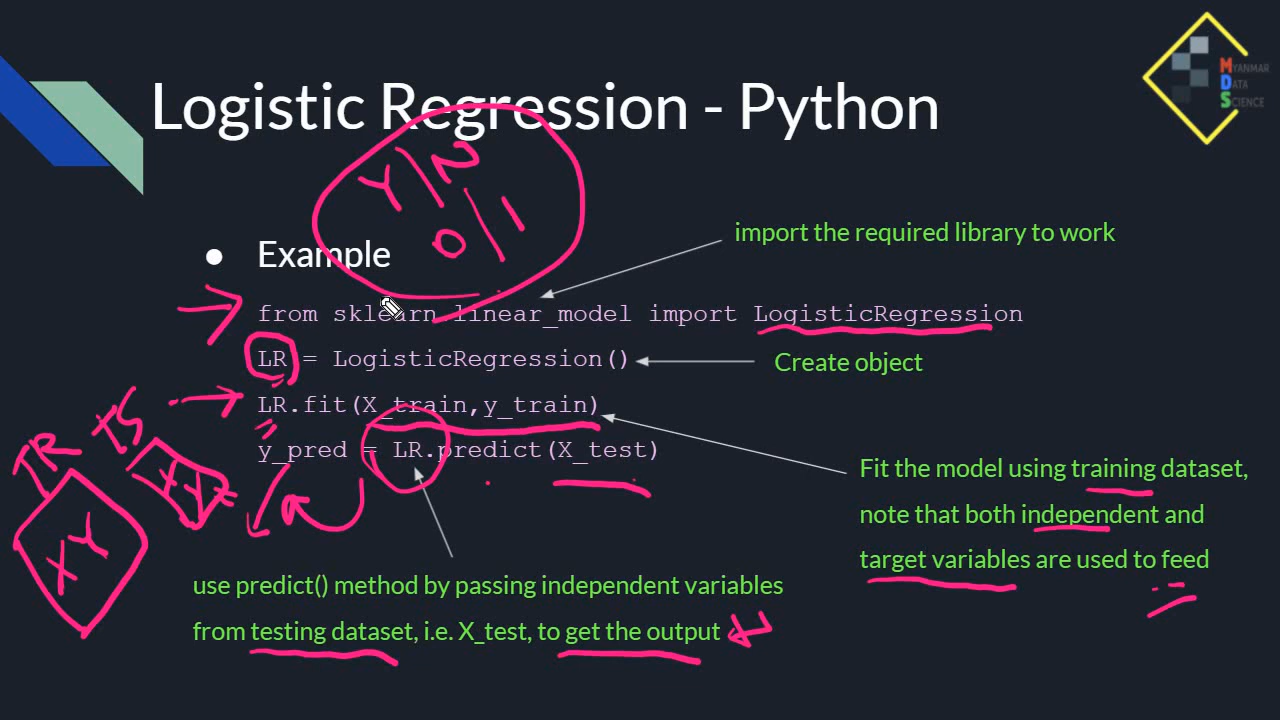 MYANMAR
DATA
SCIENCE
Logistic Regression - Python
Y/N
0/1
● Example
import the required library to work
from sklearn.linear_model import LogisticRegression
LR = LogisticRegression()
Create object
LR.fit(X_train,y_train)
y_pred = LR.predict(X_test)
TR
TS
XY
XY
Fit the model using training dataset,
note that both independent and
target variables are used to feed
use predict() method by passing independent variables
from testing dataset, i.e. X_test, to get the output